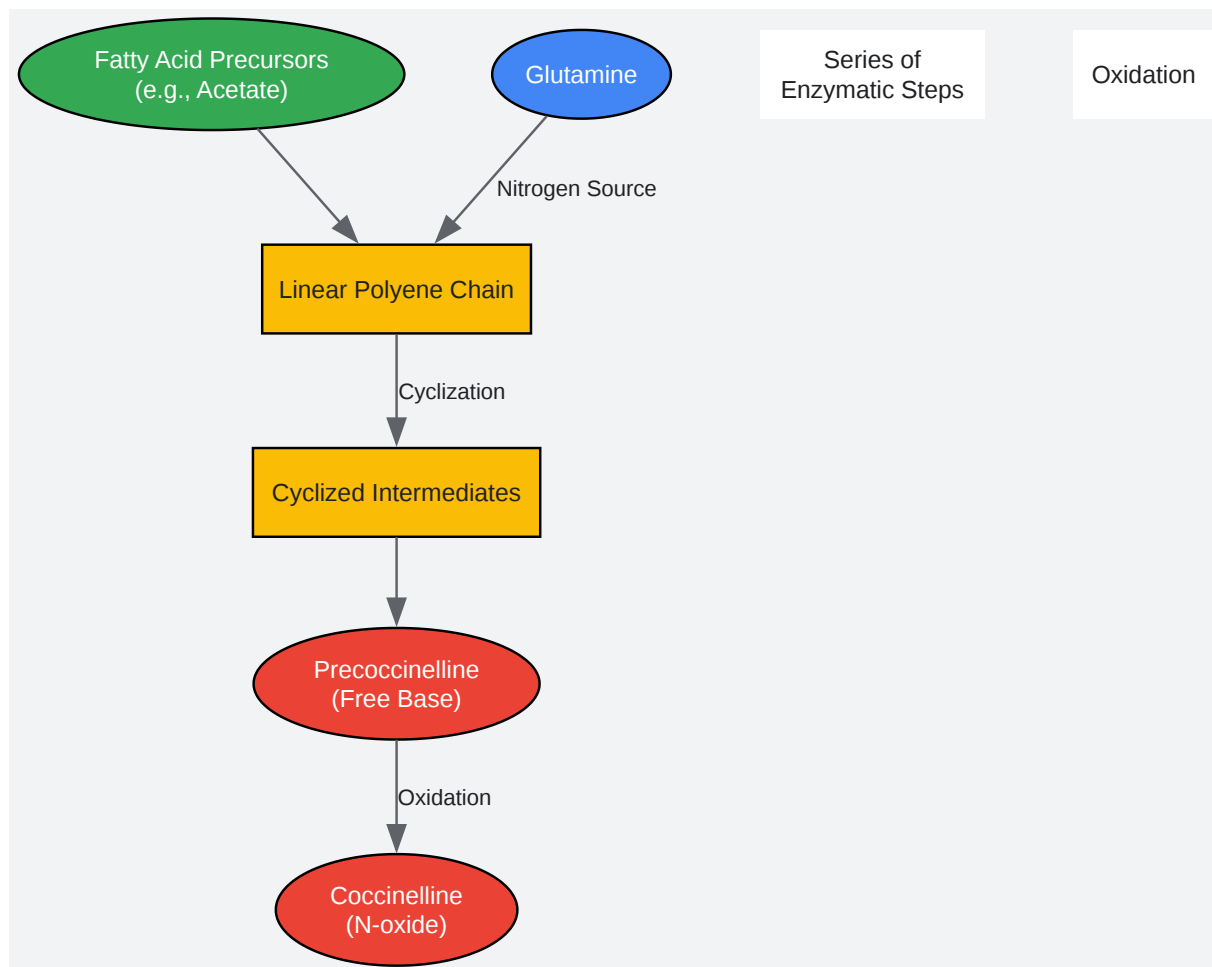 Fatty Acid Precursors
(e.g., Acetate)
Glutamine
Series of
Enzymatic Steps
Oxidation
Nitrogen Source
Linear Polyene Chain
Cyclization
Cyclized Intermediates
Precoccinelline
(Free Base)
Oxidation
Coccinelline
(N-oxide)